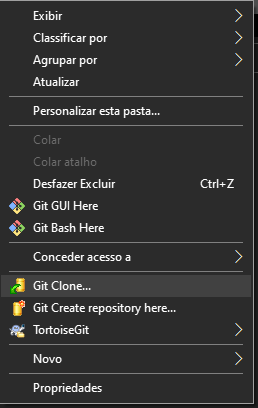 Exibir
Classificar por
Agrupar por
Atualizar
Personalizar esta pasta...
Colar
Colar atalho
Desfazer Excluir Ctrl+Z
Git GUI Here
Git Bash Here
Conceder acesso a
Git Clone...
Git Create repository here...
TortoiseGit
Novo
Propriedades